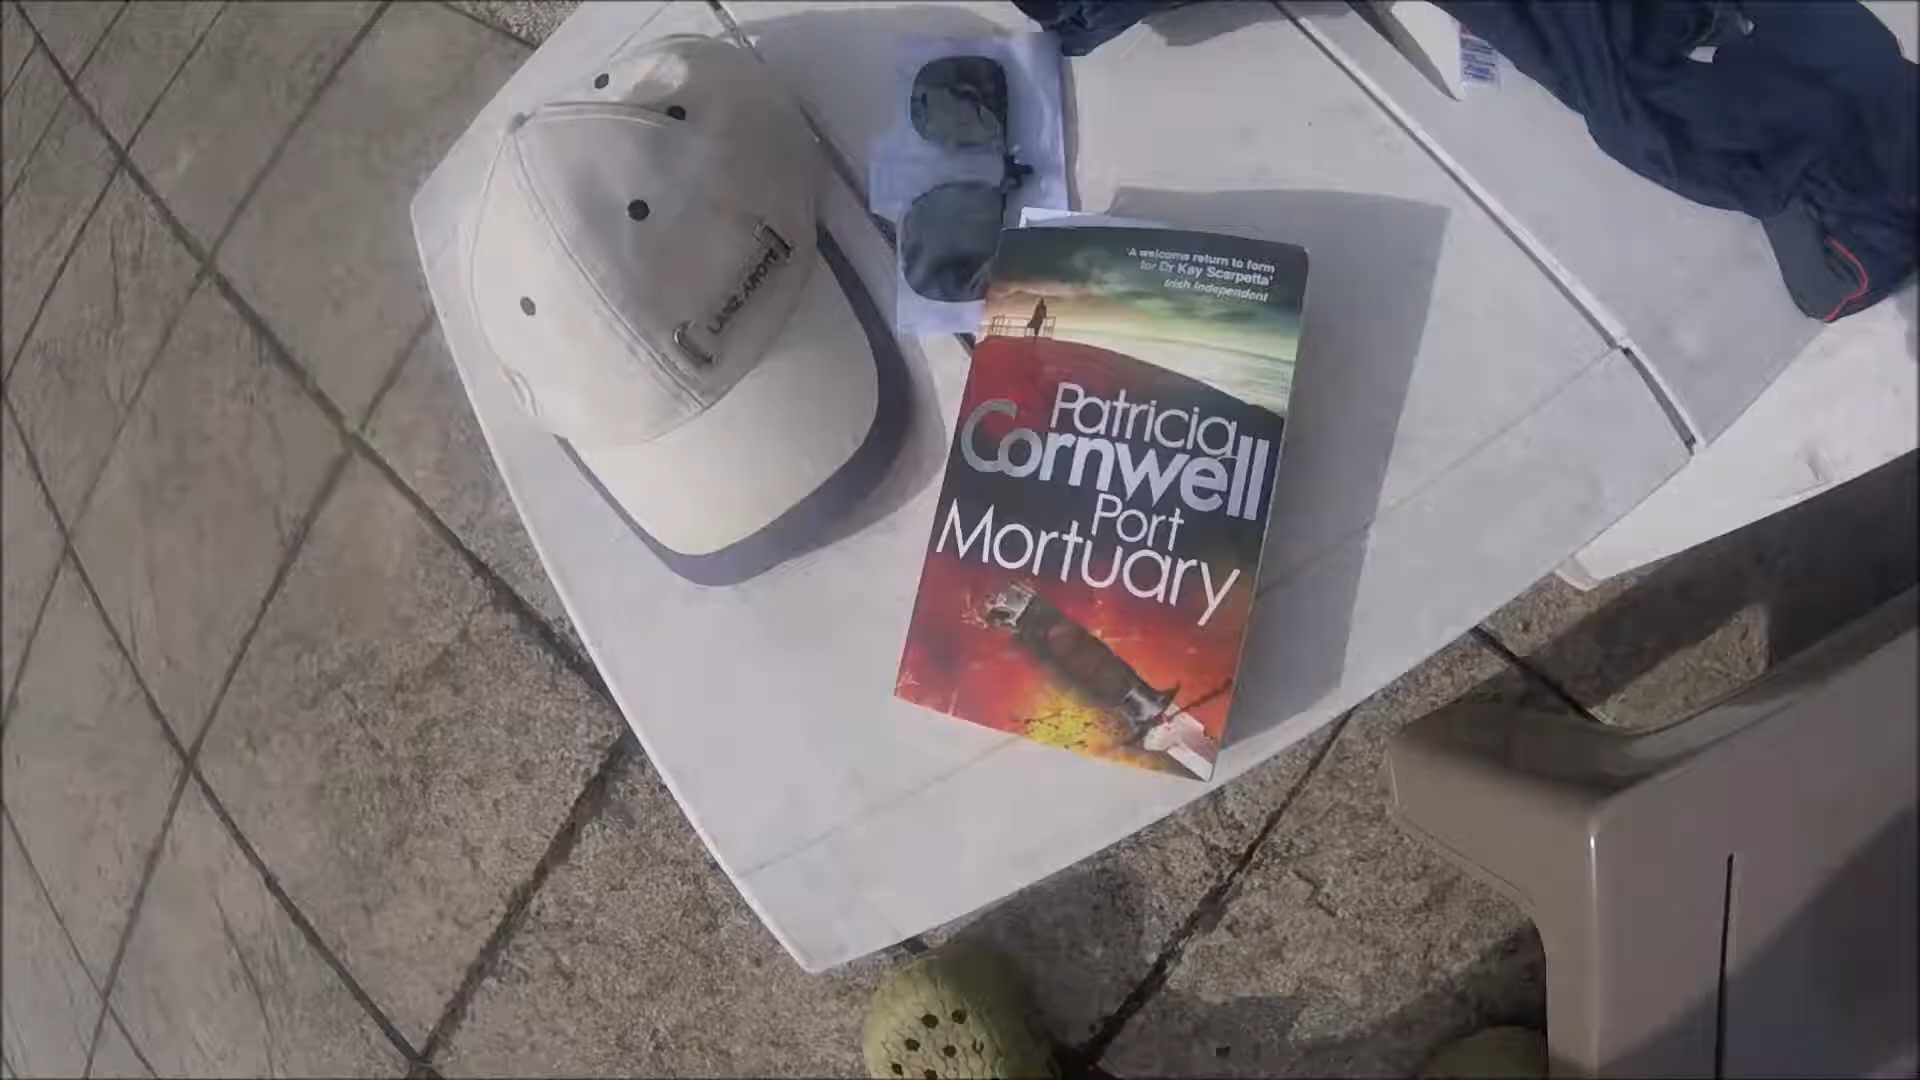 LANZAROTE
'A welcome return to form
for Dr Kay Scarpetta'
Irish Independent
Patricia
Cornwell
Port
Mortuary